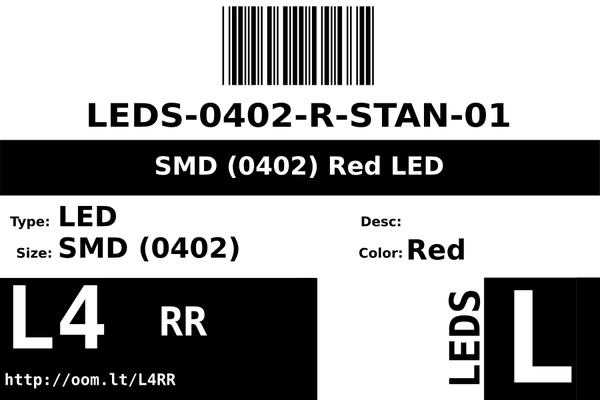 LEDS-0402-R-STAN-01
SMD (0402) Red LED
Type: LED
Desc:
Size: SMD (0402)
Color: Red
L4 RR
http://oom.lt/L4RR
LEDS
L